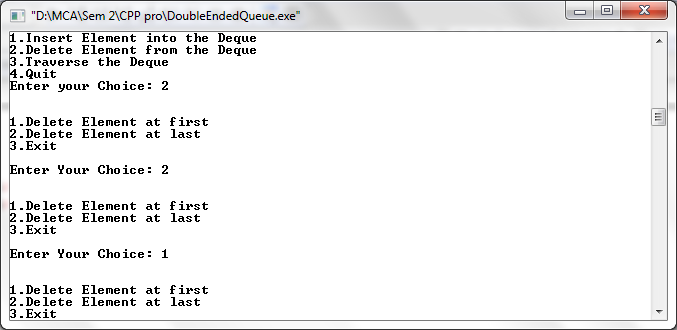 "D:\MCA\Sem 2\CPP pro\DoubleEndedQueue.exe"
1.Insert Element into the Deque
2.Delete Element from the Deque
3.Traverse the Deque
4.Quit
Enter your Choice: 2
1.Delete Element at first
2.Delete Element at last
3.Exit
Enter Your Choice: 2
1.Delete Element at first
2.Delete Element at last
3.Exit
Enter Your Choice: 1
1.Delete Element at first
2.Delete Element at last
3.Exit